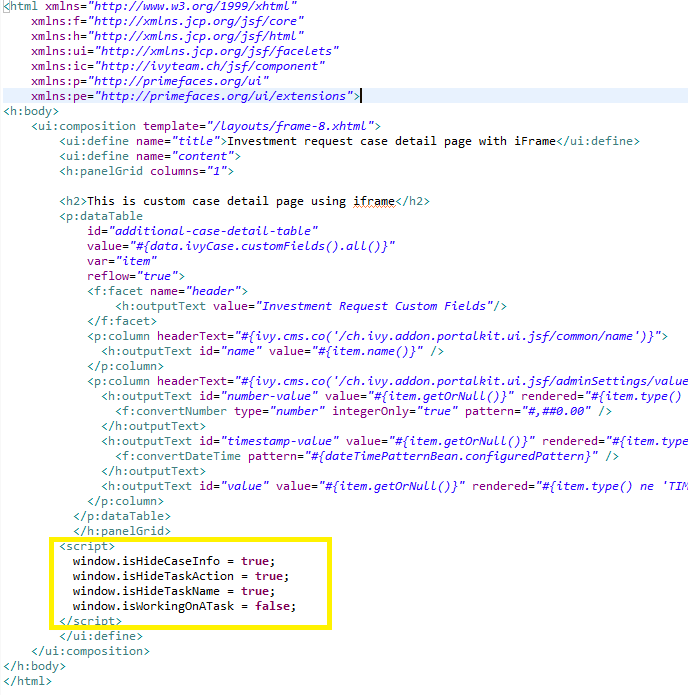 <html xmlns="http://www.w3.org/1999/xhtml"
xmlns:f="http://xmlns.jcp.org/jsf/core"
xmlns:h="http://xmlns.jcp.org/jsf/html"
xmlns:ui="http://xmlns.jcp.org/jsf/facelets"
xmlns:ic="http://ivyteam.ch/jsf/component"
xmlns:p="http://primefaces.org/ui"
xmlns:pe="http://primefaces.org/ui/extensions">
<h:body>
<ui:composition template="/layouts/frame-8.xhtml">
<ui:define name="title">Investment request case detail page with iFrame</ui:define>
<ui:define name="content">
<h:panelGrid columns="1">
<h2>This is custom case detail page using iframe</h2>
<p:dataTable
id="additional-case-detail-table"
value="#{data.ivyCase.customFields().all()}"
var="item"
reflow="true">
<f:facet name="header">
<h:outputText value="Investment Request Custom Fields"/>
</f:facet>
<p:column headerText="#{ivy.cms.co('/ch.ivy.addon.portalkit.ui.jsf/common/name')}">
<h:outputText id="name" value="#{item.name()}" />
</p:column>
<p:column headerText="#{ivy.cms.co('/ch.ivy.addon.portalkit.ui.jsf/adminSettings/value
<h:outputText id="number-value" value="#{item.getOrNull()}" rendered="#{item.type()
<f:convertNumber type="number" integerOnly="true" pattern="#,##0.00" />
</h:outputText>
<h:outputText id="timestamp-value" value="#{item.getOrNull()}" rendered="#{item.type
<f:convertDateTime pattern="#{dateTimePatternBean.configuredPattern}" />
</h:outputText>
<h:outputText id="value" value="#{item.getOrNull()}" rendered="#{item.type() ne 'TIM
</p:column>
</p:dataTable>
</h:panelGrid>
<script>
window.isHideCaseInfo = true;
window.isHideTaskAction = true;
window.isHideTaskName = true;
window.isWorkingOnATask = false;
</script>
</ui:define>
</ui:composition>
</h:body>
</html>